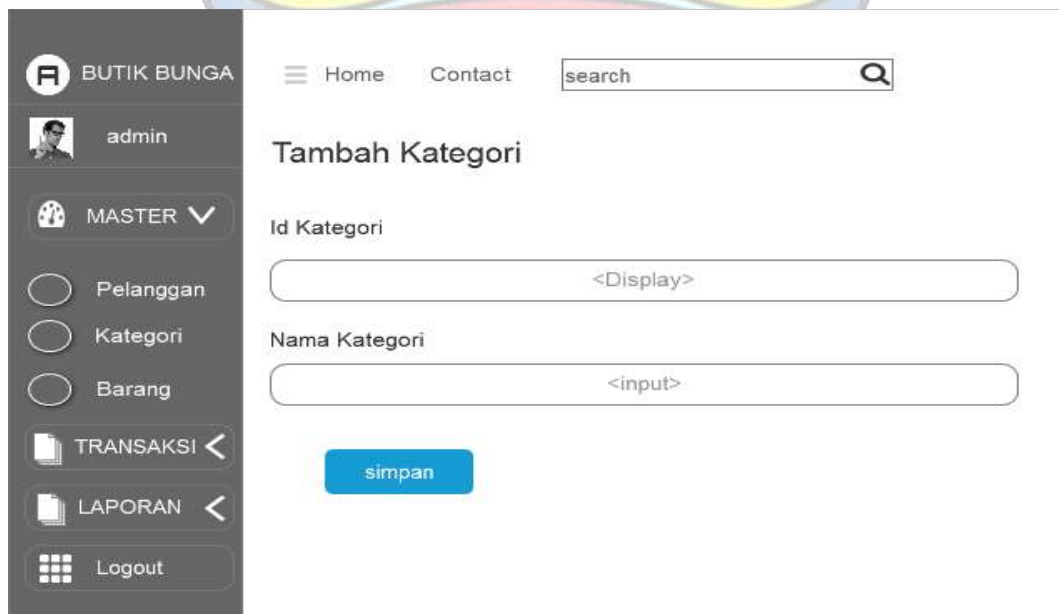 BUTIK BUNGA
admin
MASTER
Pelanggan
Kategori
Barang
TRANSAKSI
LAPORAN
Logout
Home Contact search
Tambah Kategori
Id Kategori
<Display>
Nama Kategori
<input>
simpan